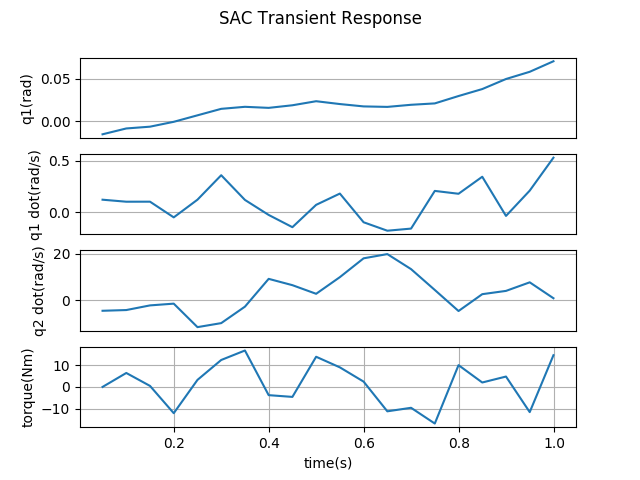 SAC Transient Response
q1(rad)
0.05
0.00
q1 dot(rad/s)
0.5
0.0
q2 dot(rad/s)
20
0
torque(Nm)
10
0
−10
0.2 0.4 0.6 0.8 1.0
time(s)